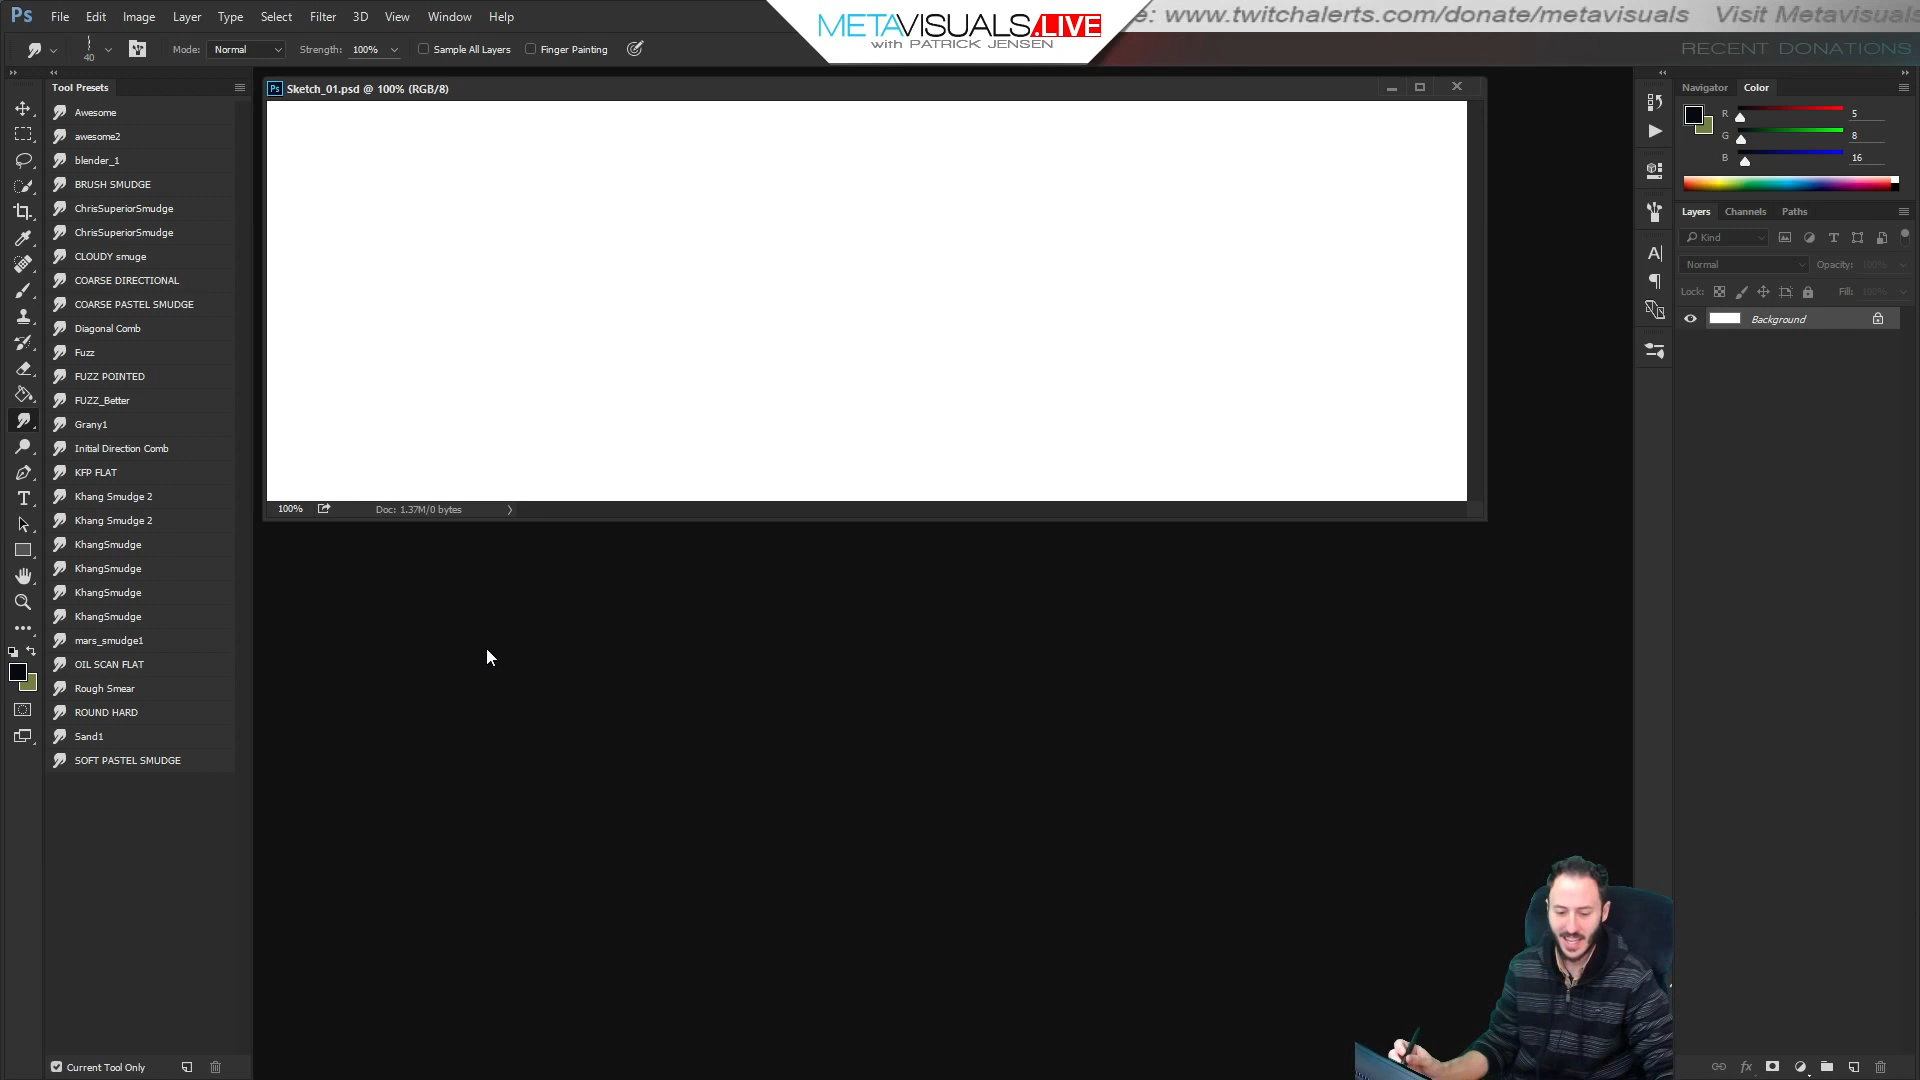 Ps File Edit Image Layer Type Select Filter 3D View Window Help
METAVISUALS.LIVE
with PATRICK JENSEN
e: www.twitchalerts.com/donate/metavisuals Visit Metavisuals
RECENT DONATIONS
40 Mode: Normal Strength: 100% Sample All Layers Finger Painting
Tool Presets
Awesome
awesome2
blender_1
BRUSH SMUDGE
ChrisSuperiorSmudge
ChrisSuperiorSmudge
CLOUDY smuge
COARSE DIRECTIONAL
COARSE PASTEL SMUDGE
Diagonal Comb
Fuzz
FUZZ POINTED
FUZZ_Better
Grany1
Initial Direction Comb
KFP FLAT
Khang Smudge 2
Khang Smudge 2
KhangSmudge
KhangSmudge
KhangSmudge
KhangSmudge
mars_smudge1
OIL SCAN FLAT
Rough Smear
ROUND HARD
Sand1
SOFT PASTEL SMUDGE
Current Tool Only
Ps Sketch_01.psd @ 100% (RGB/8)
100% Doc: 1.37M/0 bytes
Navigator Color
R 5
G 8
B 16
Layers Channels Paths
Kind
Normal Opacity: 100%
Lock: Fill: 100%
Background
fx